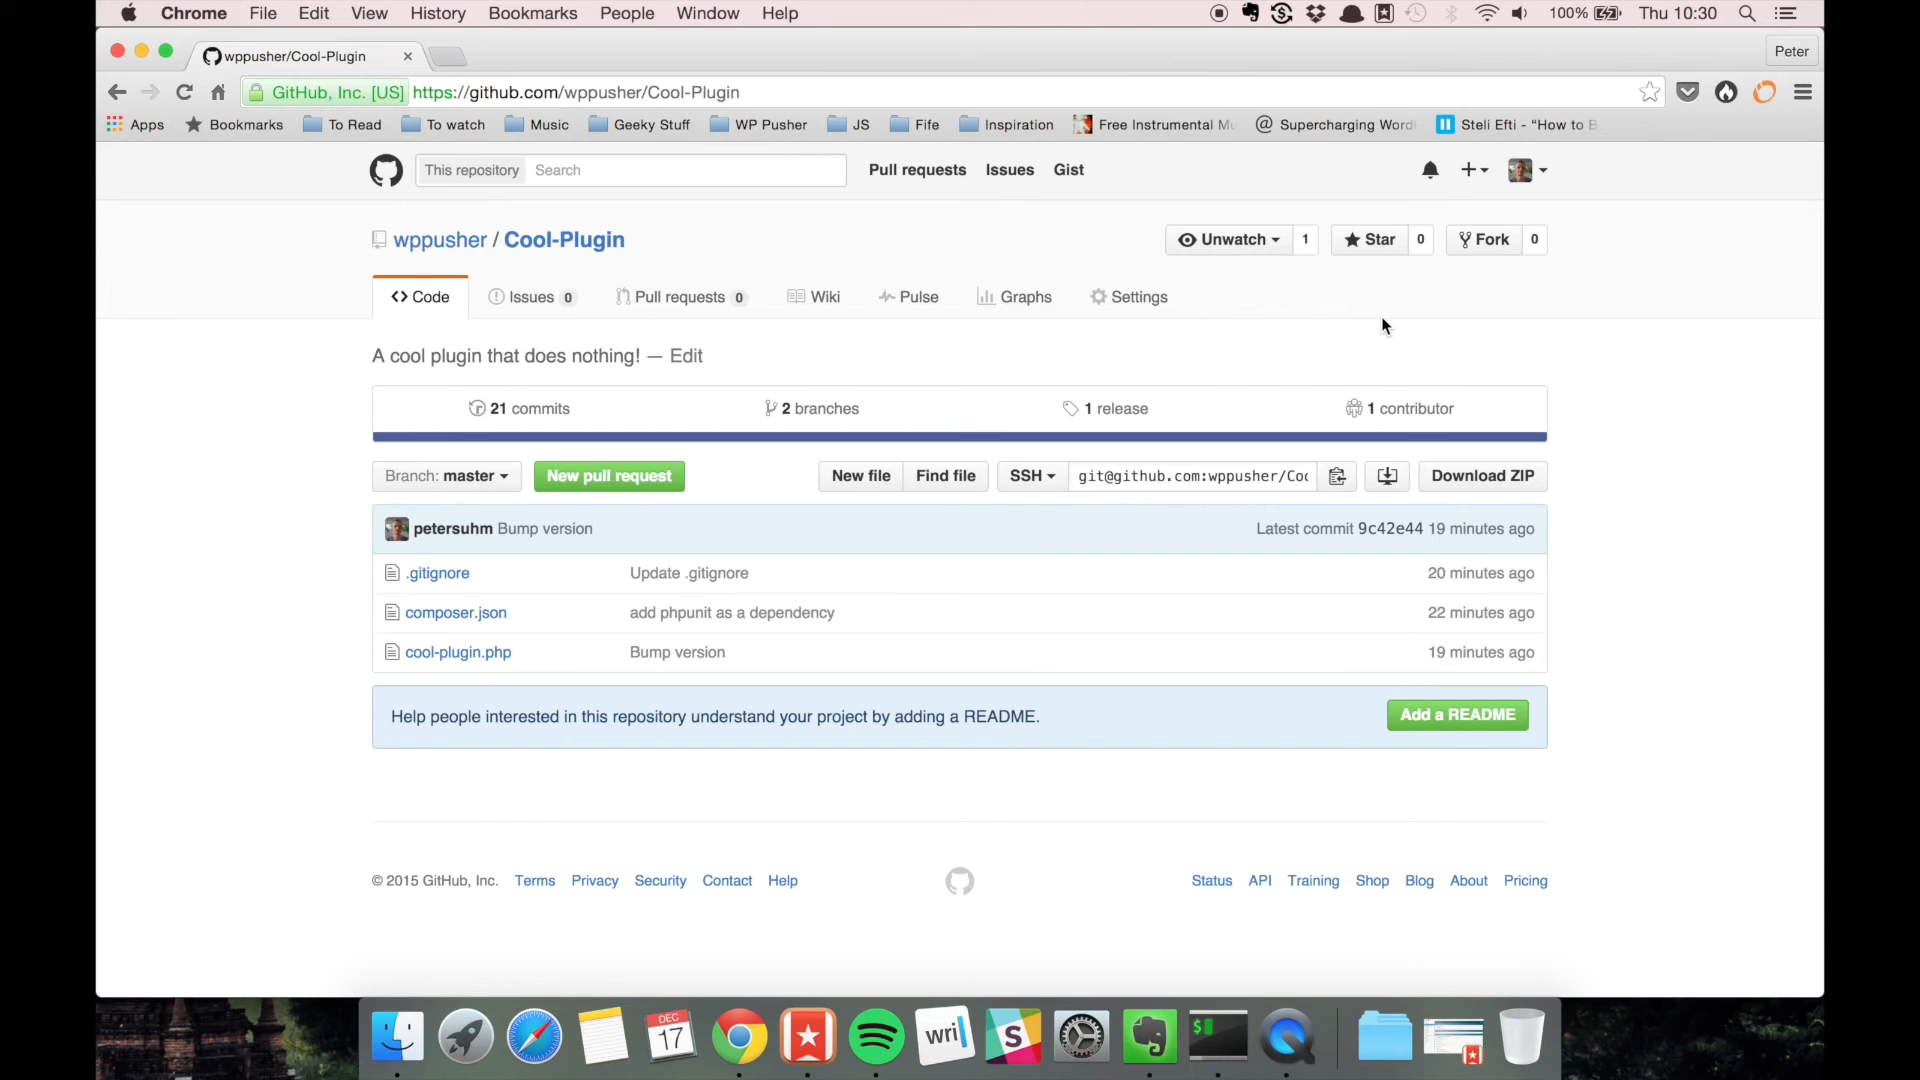 Chrome File Edit View History Bookmarks People Window Help 100% Thu 10:30
wppusher/Cool-Plugin Peter
GitHub, Inc. [US] https://github.com/wppusher/Cool-Plugin
Apps Bookmarks To Read To watch Music Geeky Stuff WP Pusher JS Fife Inspiration Free Instrumental Mu Supercharging Word Steli Efti - “How to B
This repository Search Pull requests Issues Gist
wppusher / Cool-Plugin Unwatch 1 Star 0 Fork 0
Code Issues 0 Pull requests 0 Wiki Pulse Graphs Settings
A cool plugin that does nothing! — Edit
21 commits 2 branches 1 release 1 contributor
Branch: master New pull request New file Find file SSH git@github.com:wppusher/Coo Download ZIP
petersuhm Bump version Latest commit 9c42e44 19 minutes ago
.gitignore Update .gitignore 20 minutes ago
composer.json add phpunit as a dependency 22 minutes ago
cool-plugin.php Bump version 19 minutes ago
Help people interested in this repository understand your project by adding a README. Add a README
© 2015 GitHub, Inc. Terms Privacy Security Contact Help Status API Training Shop Blog About Pricing
DEC
17
wri
S
$